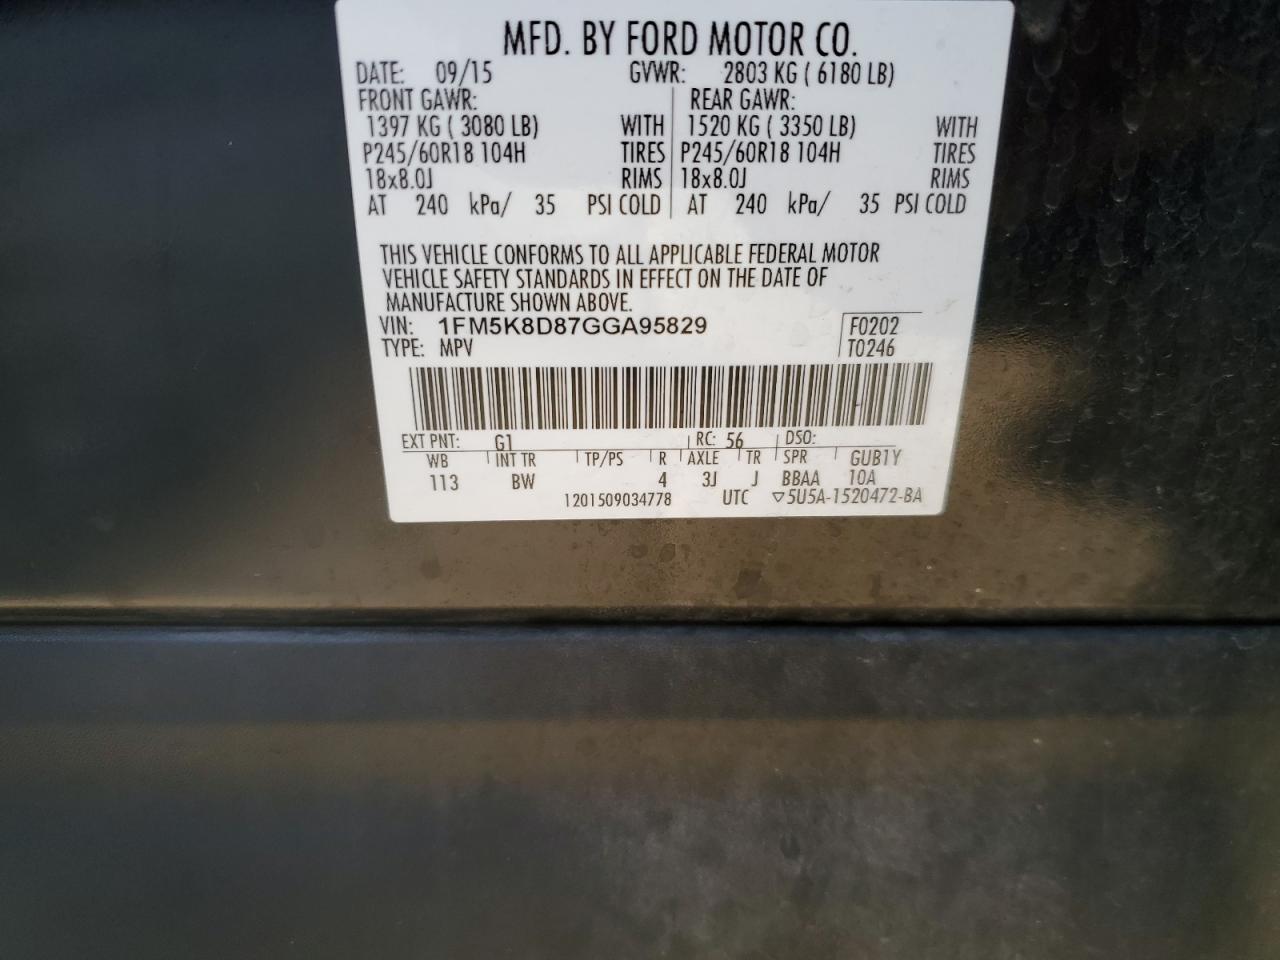 MFD. BY FORD MOTOR CO.
DATE: 09/15 GVWR: 2803 KG ( 6180 LB)
FRONT GAWR: REAR GAWR:
1397 KG ( 3080 LB) WITH 1520 KG ( 3350 LB) WITH
P245/60R18 104H TIRES P245/60R18 104H TIRES
18x8.0J RIMS 18x8.0J RIMS
AT 240 kPa/ 35 PSI COLD AT 240 kPa/ 35 PSI COLD
THIS VEHICLE CONFORMS TO ALL APPLICABLE FEDERAL MOTOR
VEHICLE SAFETY STANDARDS IN EFFECT ON THE DATE OF
MANUFACTURE SHOWN ABOVE.
VIN: 1FM5K8D87GGA95829 F0202
TYPE: MPV T0246
EXT PNT: G1 RC: 56 DSO:
WB INT TR TP/PS R AXLE TR SPR GUB1Y
113 BW 4 3J J BBAA 10A
1201509034778 UTC ▽5U5A-1520472-BA